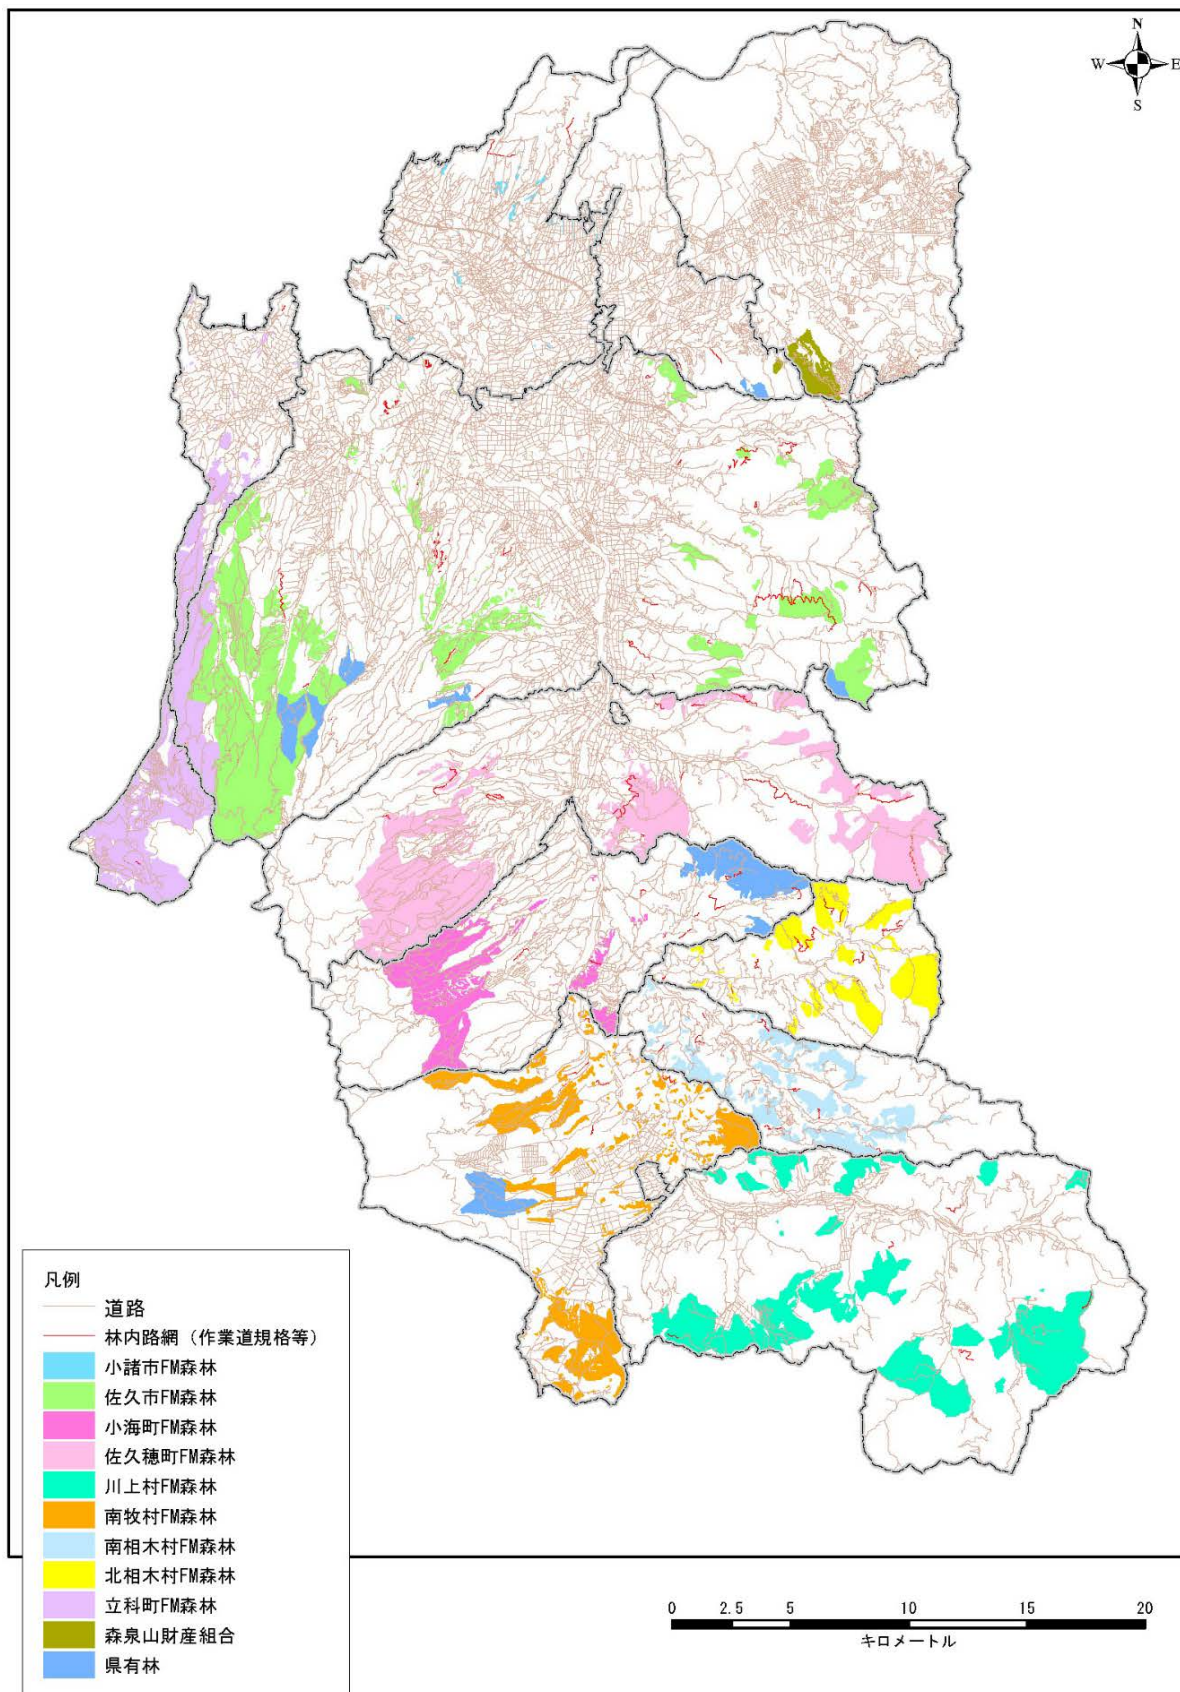 N
W E
S
凡例
道路
林内路網（作業道規格等）
小諸市FM森林
佐久市FM森林
小海町FM森林
佐久穂町FM森林
川上村FM森林
南牧村FM森林
南相木村FM森林
北相木村FM森林
立科町FM森林
森泉山財産組合
県有林
0 2.5 5 10 15 20
キロメートル